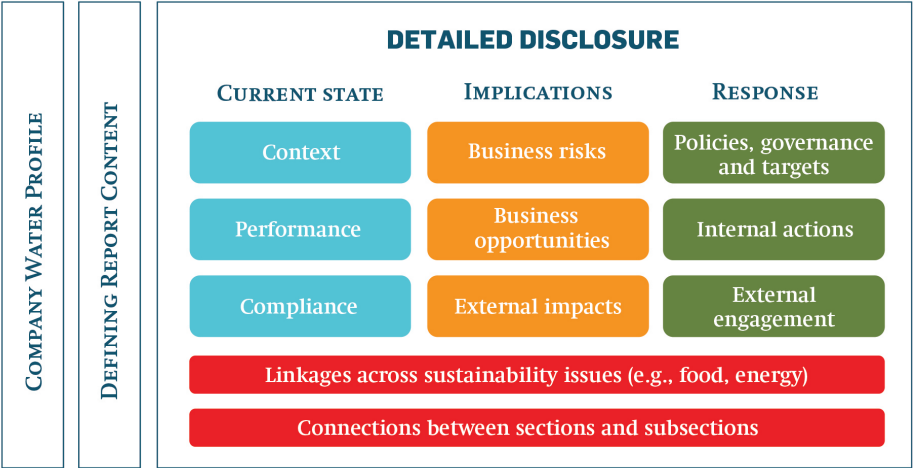 COMPANY WATER PROFILE
DEFINING REPORT CONTENT
DETAILED DISCLOSURE
CURRENT STATE
IMPLICATIONS
RESPONSE
Context
Business risks
Policies, governance
and targets
Performance
Business
opportunities
Internal actions
Compliance
External impacts
External
engagement
Linkages across sustainability issues (e.g., food, energy)
Connections between sections and subsections